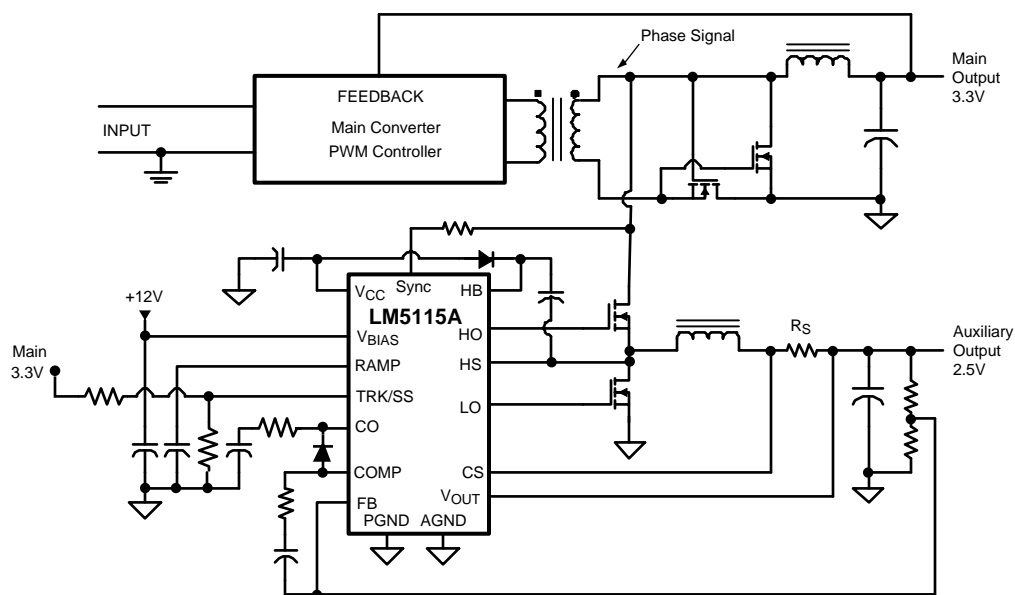 Phase Signal
Main
Output
3.3V
FEEDBACK
Main Converter
PWM Controller
INPUT
Sync
VCC
HB
LM5115A
+12V
VBIAS
HO
RS
Auxiliary
Output
2.5V
Main
3.3V
RAMP
HS
TRK/SS
LO
CO
COMP
CS
VOUT
FB
PGND
AGND